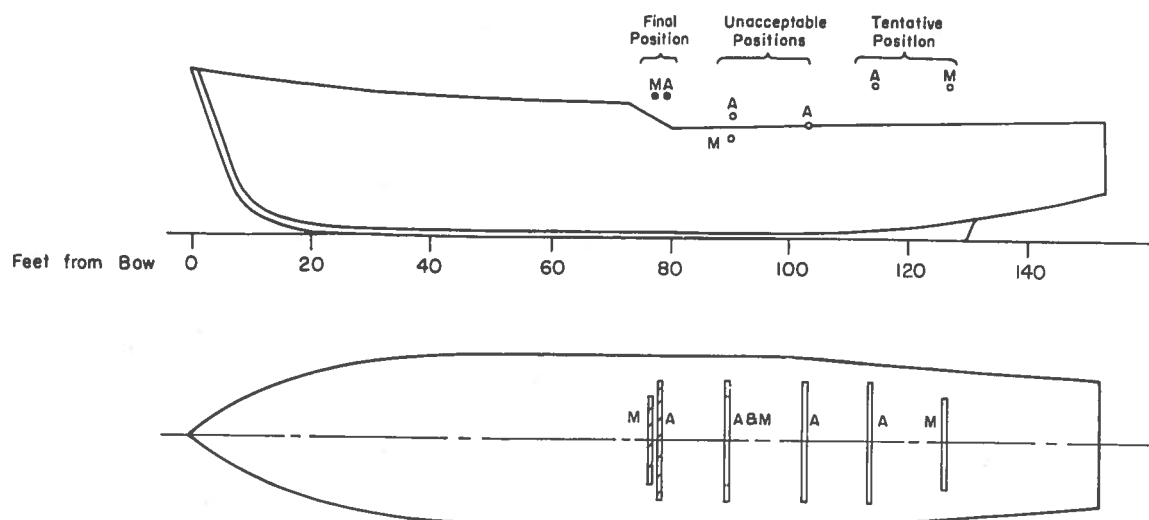 Final Unacceptable Tentative
Position Positions Position
A M
MA A A
M
Feet from Bow 0 20 40 60 80 100 120 140
M A A&M A A M